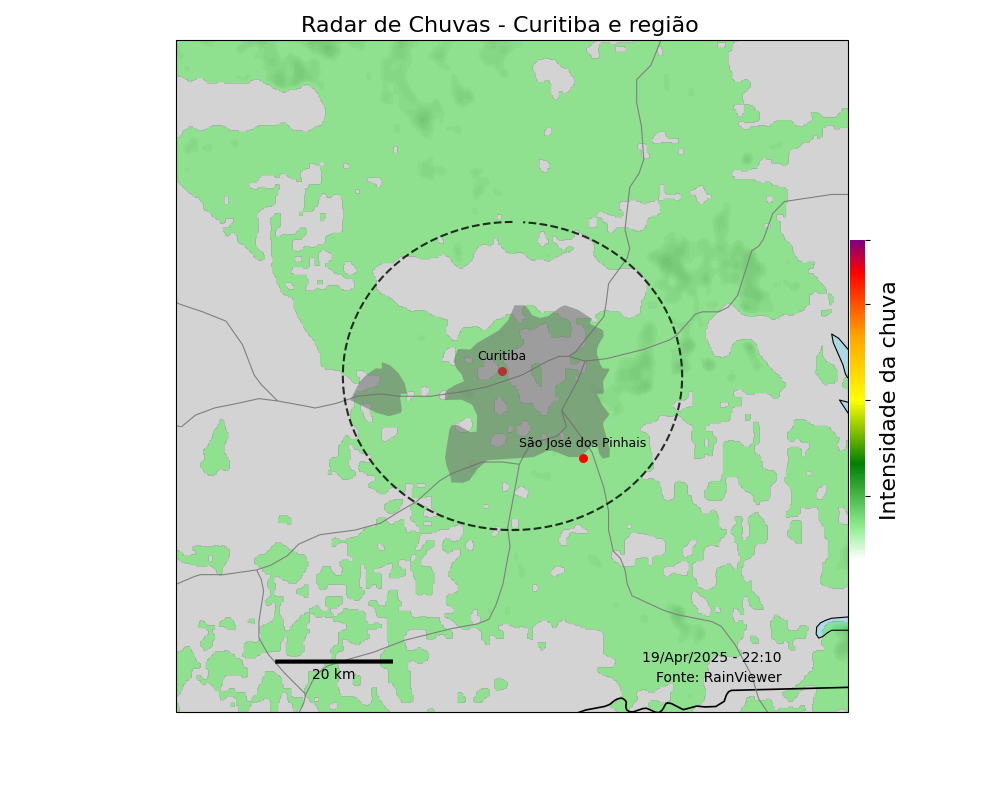 Radar de Chuvas - Curitiba e região
Curitiba
São José dos Pinhais
Intensidade da chuva
19/Apr/2025 - 22:10
Fonte: RainViewer
20 km